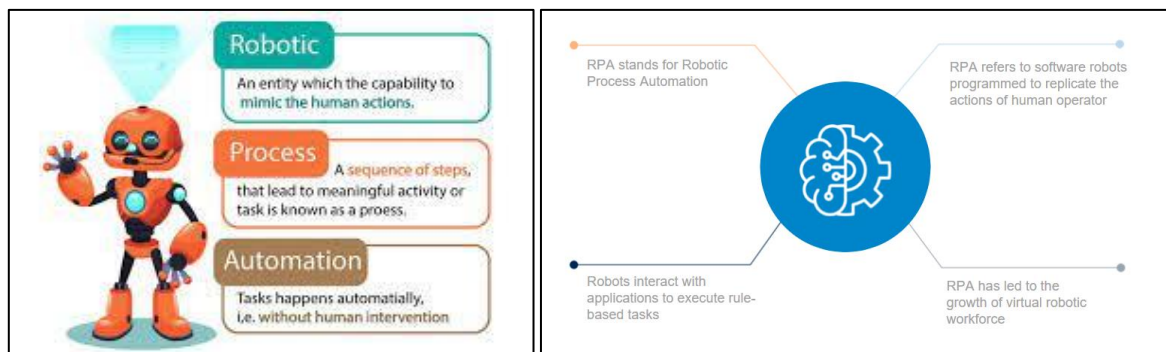 Robotic
An entity which the capability to
mimic the human actions.
Process
A sequence of steps,
that lead to meaningful activity or
task is known as a proess.
Automation
Tasks happens automatially,
i,e. without human intervention
RPA stands for Robotic
Process Automation
RPA refers to software robots
programmed to replicate the
actions of human operator
Robots interact with
applications to execute rule-
based tasks
RPA has led to the
growth of virtual robotic
workforce